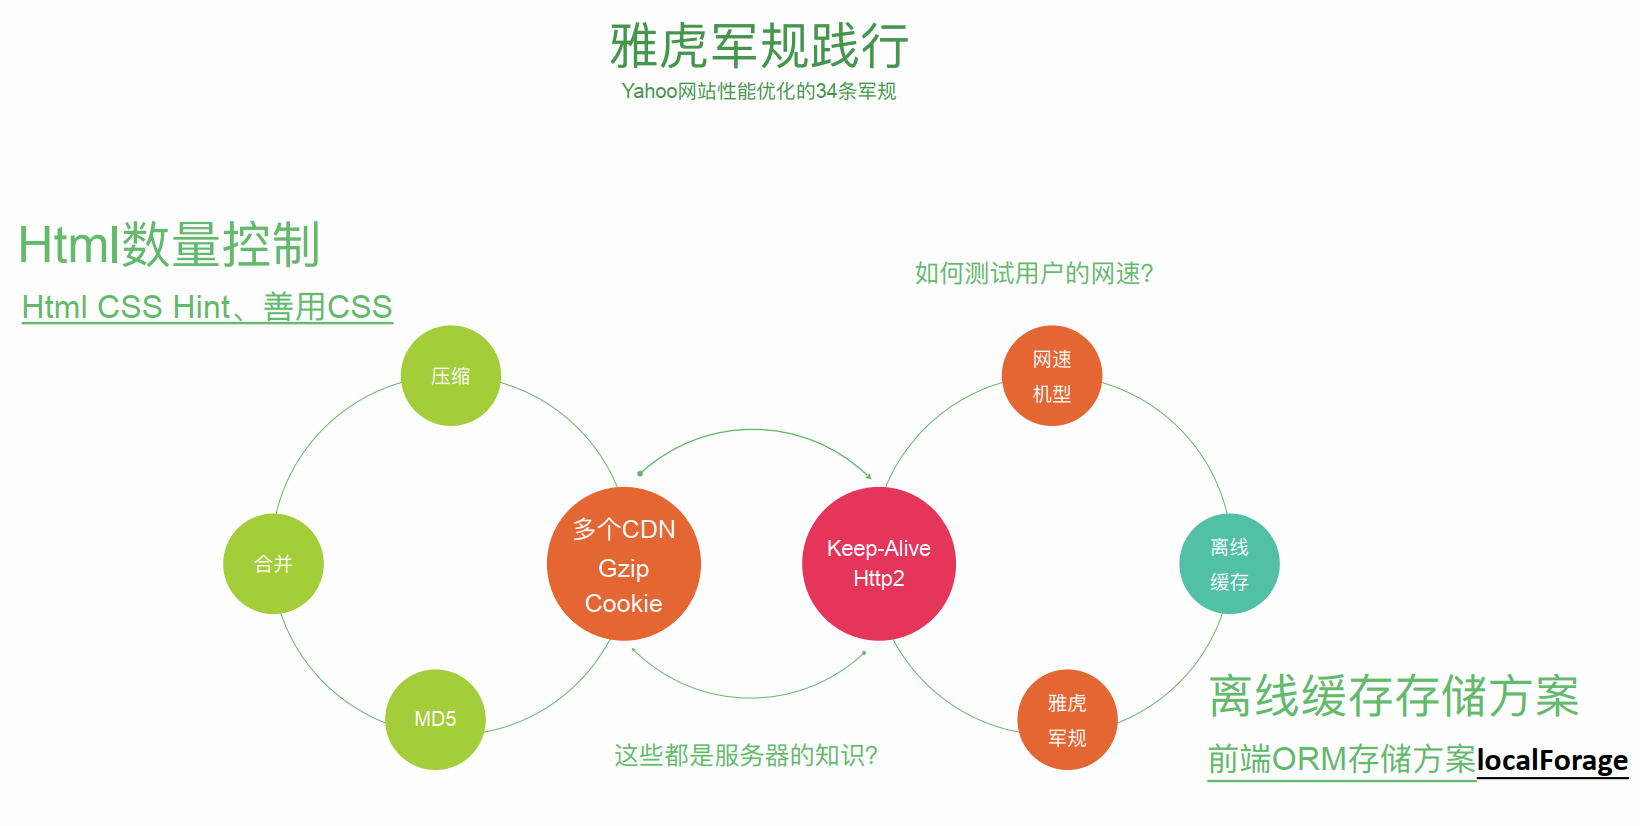 雅虎军规践行
Yahoo网站性能优化的34条军规
Html数量控制
Html CSS Hint、善用CSS
如何测试用户的网速?
压缩
合并
MD5
多个CDN
Gzip
Cookie
Keep-Alive
Http2
网速
机型
离线
缓存
雅虎
军规
这些都是服务器的知识?
离线缓存存储方案
前端ORM存储方案localForage